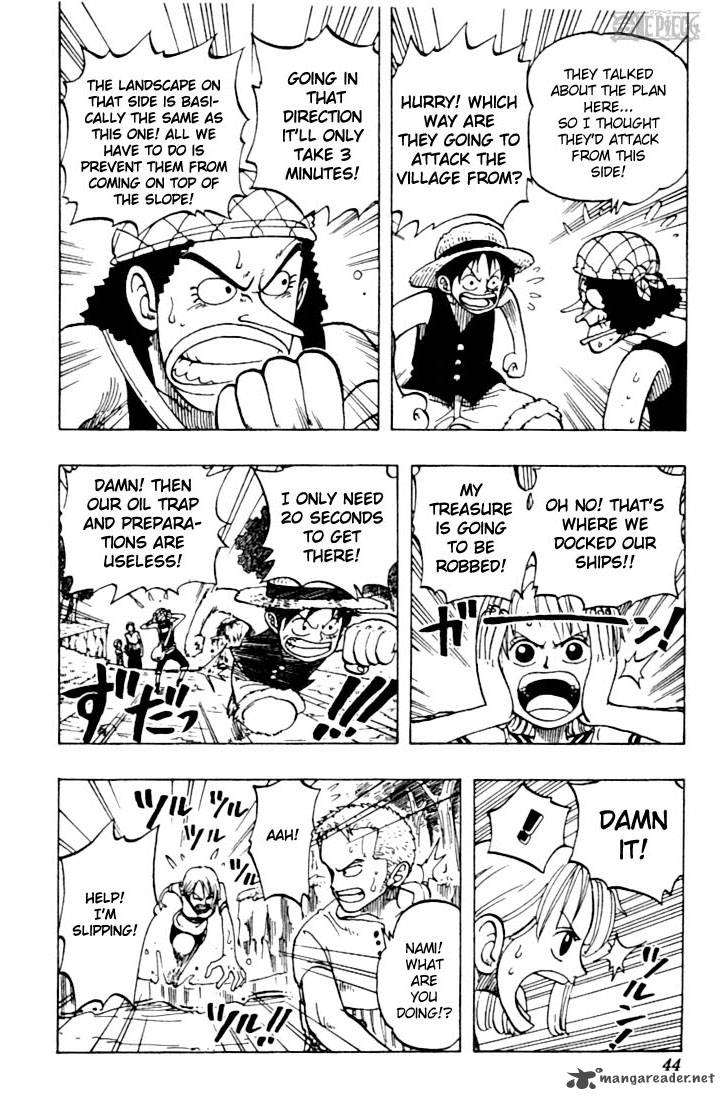 ONE PIECE
THEY TALKED
ABOUT THE PLAN
HERE...
SO I THOUGHT
THEY'D ATTACK
FROM THIS
SIDE!
HURRY! WHICH
WAY ARE
THEY GOING TO
ATTACK THE
VILLAGE FROM?
GOING IN
THAT
DIRECTION
IT'LL ONLY
TAKE 3
MINUTES!
THE LANDSCAPE ON
THAT SIDE IS BASI-
CALLY THE SAME AS
THIS ONE! ALL WE
HAVE TO DO IS
PREVENT THEM FROM
COMING ON TOP OF
THE SLOPE!
OH NO! THAT'S
WHERE WE
DOCKED OUR
SHIPS!!
MY
TREASURE IS
GOING TO
BE ROBBED!
ガーン!
I ONLY NEED
20 SECONDS
TO GET
THERE!
DAMN! THEN
OUR OIL TRAP
AND PREPARA-
TIONS ARE
USELESS!
ずだっ
!!!
DAMN
IT!
!
ツルん!
NAMI!
WHAT
ARE
YOU
DOING!?
AAH!
ツル
ツル
ツル!!
HELP!
I'M
SLIPPING!
44
mangareader.net